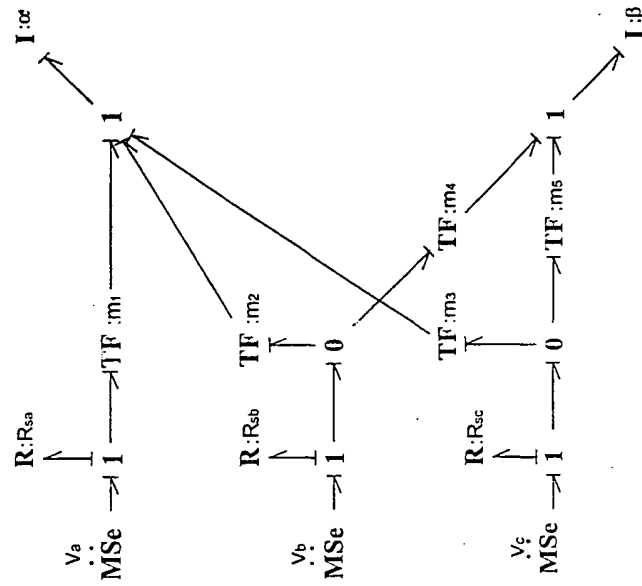 I:α
R:Rsa
Va
MSe 1 TF:m1 1
TF:m2
R:Rsb
Vb
MSe 1 0
TF:m4
TF:m3
R:Rsc
Vc
MSe 1 0 TF:m5 1
I:β